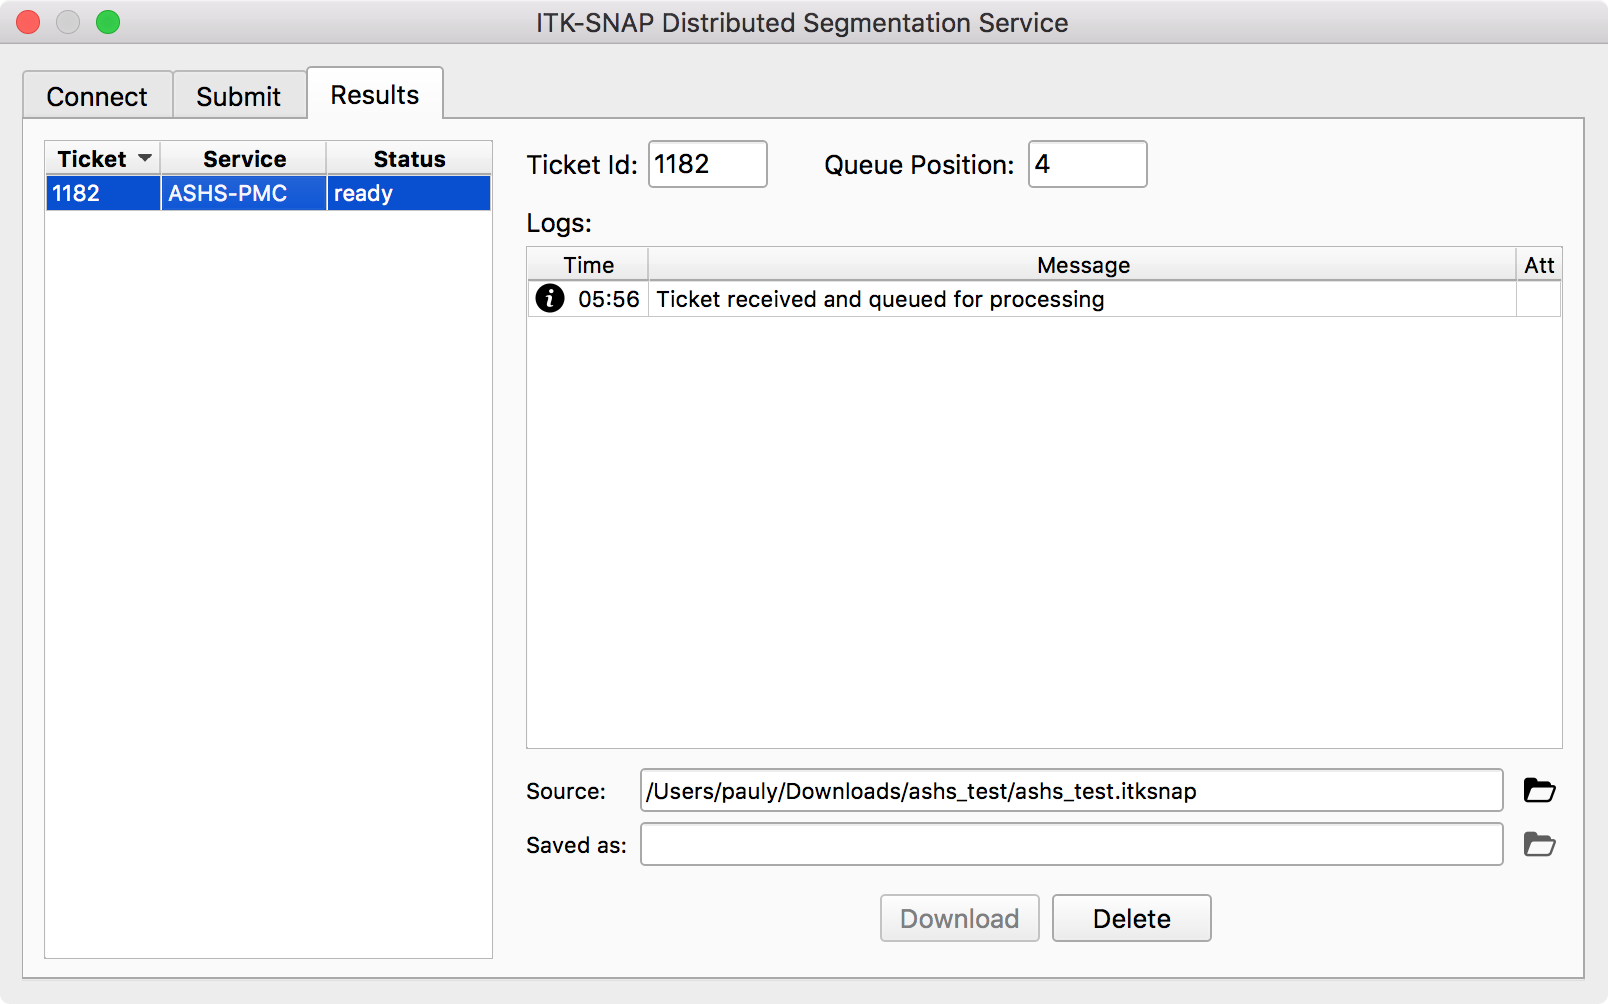 ITK-SNAP Distributed Segmentation Service
Connect Submit Results
Ticket Service Status
1182 ASHS-PMC ready
Ticket Id: 1182 Queue Position: 4
Logs:
Time Message Att
05:56 Ticket received and queued for processing
Source: /Users/pauly/Downloads/ashs_test/ashs_test.itksnap
Saved as:
Download Delete